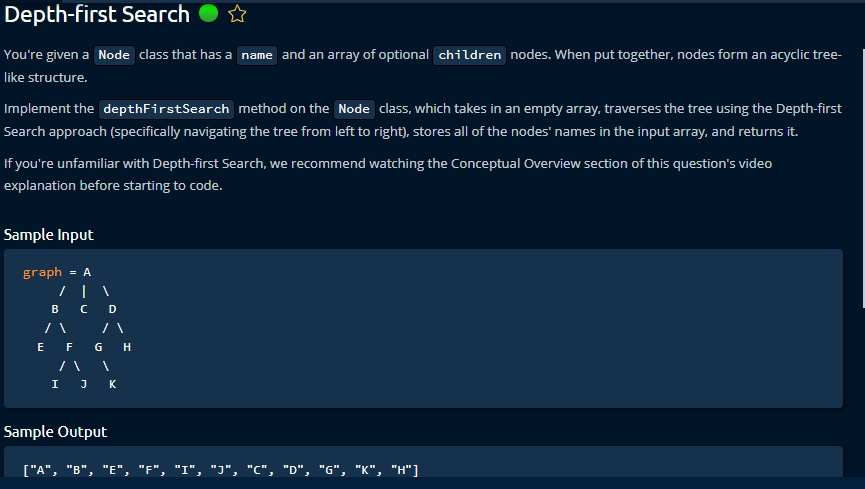 Depth-first Search
You're given a Node class that has a name and an array of optional children nodes. When put together, nodes form an acyclic tree-
like structure.
Implement the depthFirstSearch method on the Node class, which takes in an empty array, traverses the tree using the Depth-first
Search approach (specifically navigating the tree from left to right), stores all of the nodes' names in the input array, and returns it.
If you're unfamiliar with Depth-first Search, we recommend watching the Conceptual Overview section of this question's video
explanation before starting to code.
Sample Input
graph = A
     /  |  \
    B   C   D
   / \     / \
  E   F   G   H
     / \   \
    I   J   K
Sample Output
["A", "B", "E", "F", "I", "J", "C", "D", "G", "K", "H"]